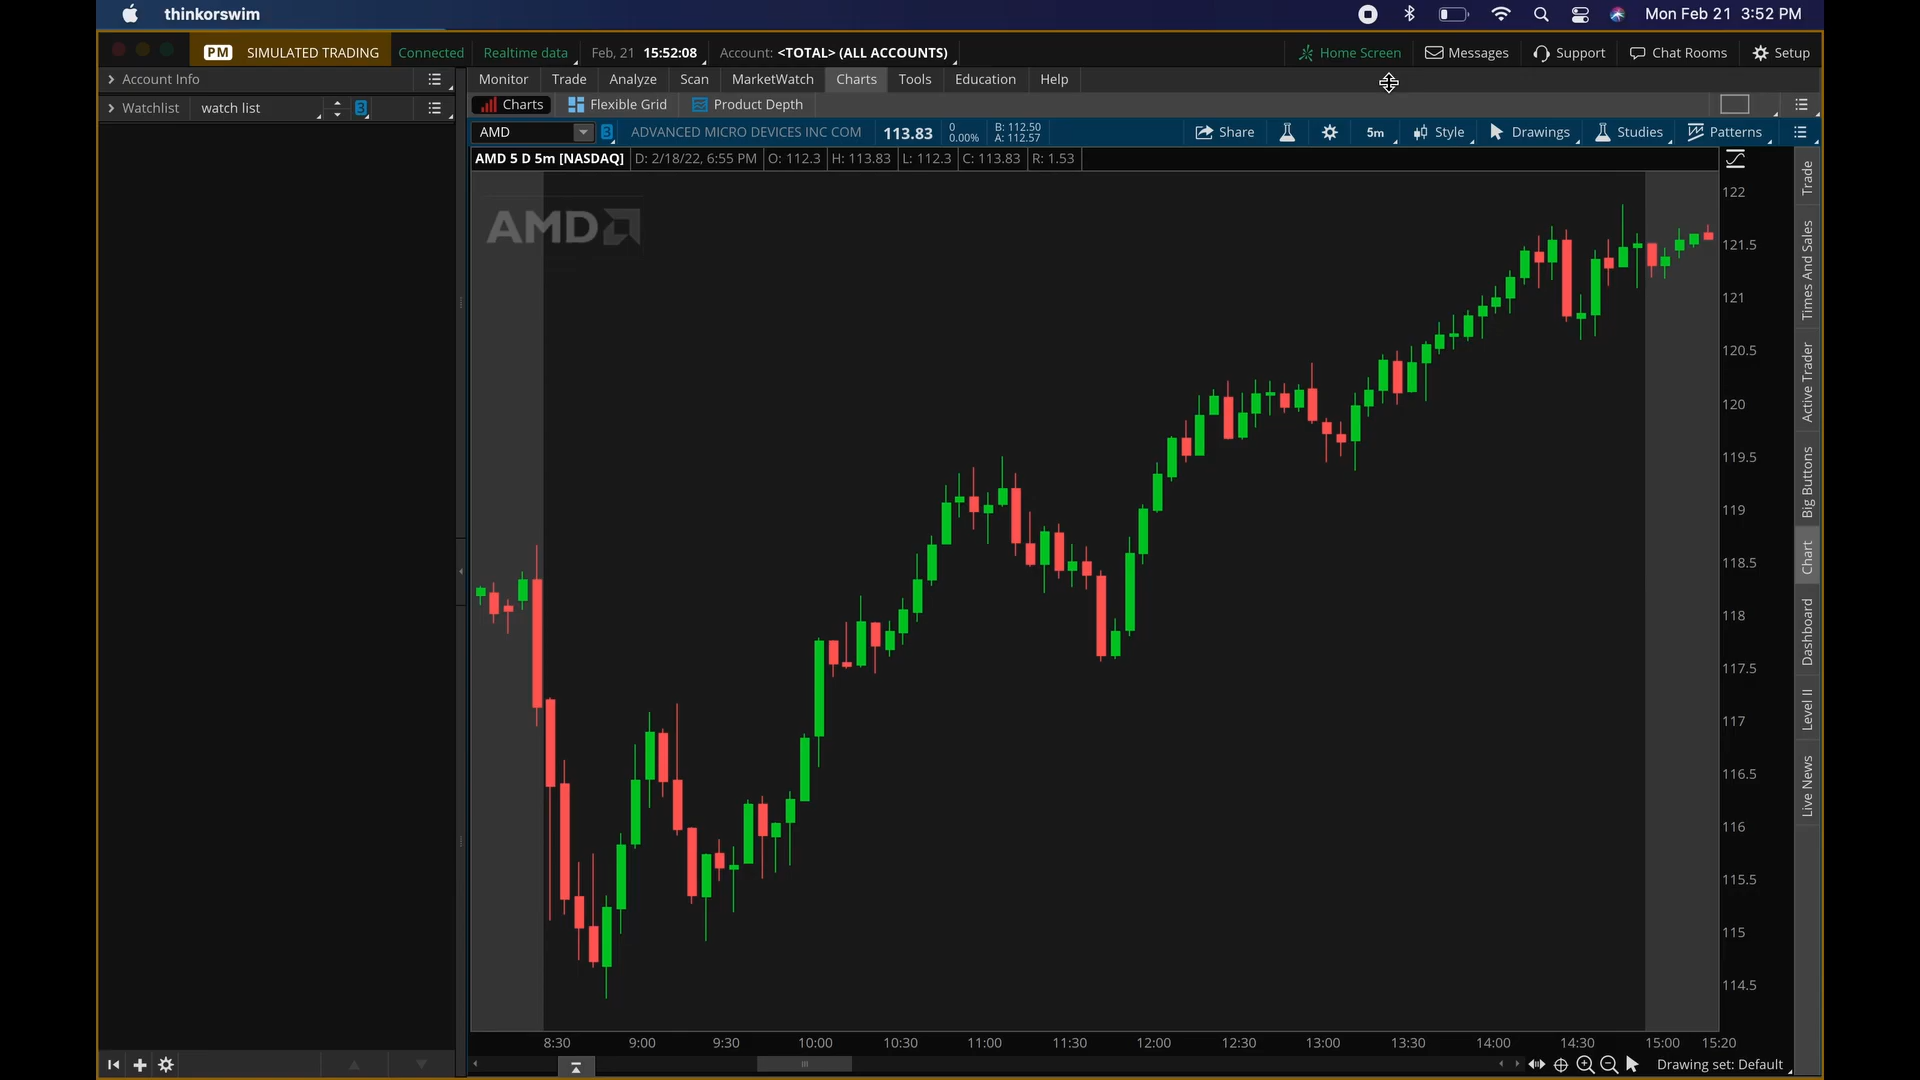 thinkorswim
Mon Feb 21 3:52 PM
PM SIMULATED TRADING Connected Realtime data Feb, 21 15:52:08 Account: <TOTAL> (ALL ACCOUNTS) Home Screen Messages Support Chat Rooms Setup
Account Info
Monitor Trade Analyze Scan MarketWatch Charts Tools Education Help
Watchlist watch list 3
Charts Flexible Grid Product Depth
AMD 3 ADVANCED MICRO DEVICES INC COM 113.83 0 B: 112.50
0.00% A: 112.57
Share 5m Style Drawings Studies Patterns
AMD 5 D 5m [NASDAQ] D: 2/18/22, 6:55 PM O: 112.3 H: 113.83 L: 112.3 C: 113.83 R: 1.53
AMD
122
121.5
121
120.5
120
119.5
119
118.5
118
117.5
117
116.5
116
115.5
115
114.5
Trade
Times And Sales
Active Trader
Big Buttons
Chart
Dashboard
Level II
Live News
8:30 9:00 9:30 10:00 10:30 11:00 11:30 12:00 12:30 13:00 13:30 14:00 14:30 15:00 15:20
Drawing set: Default